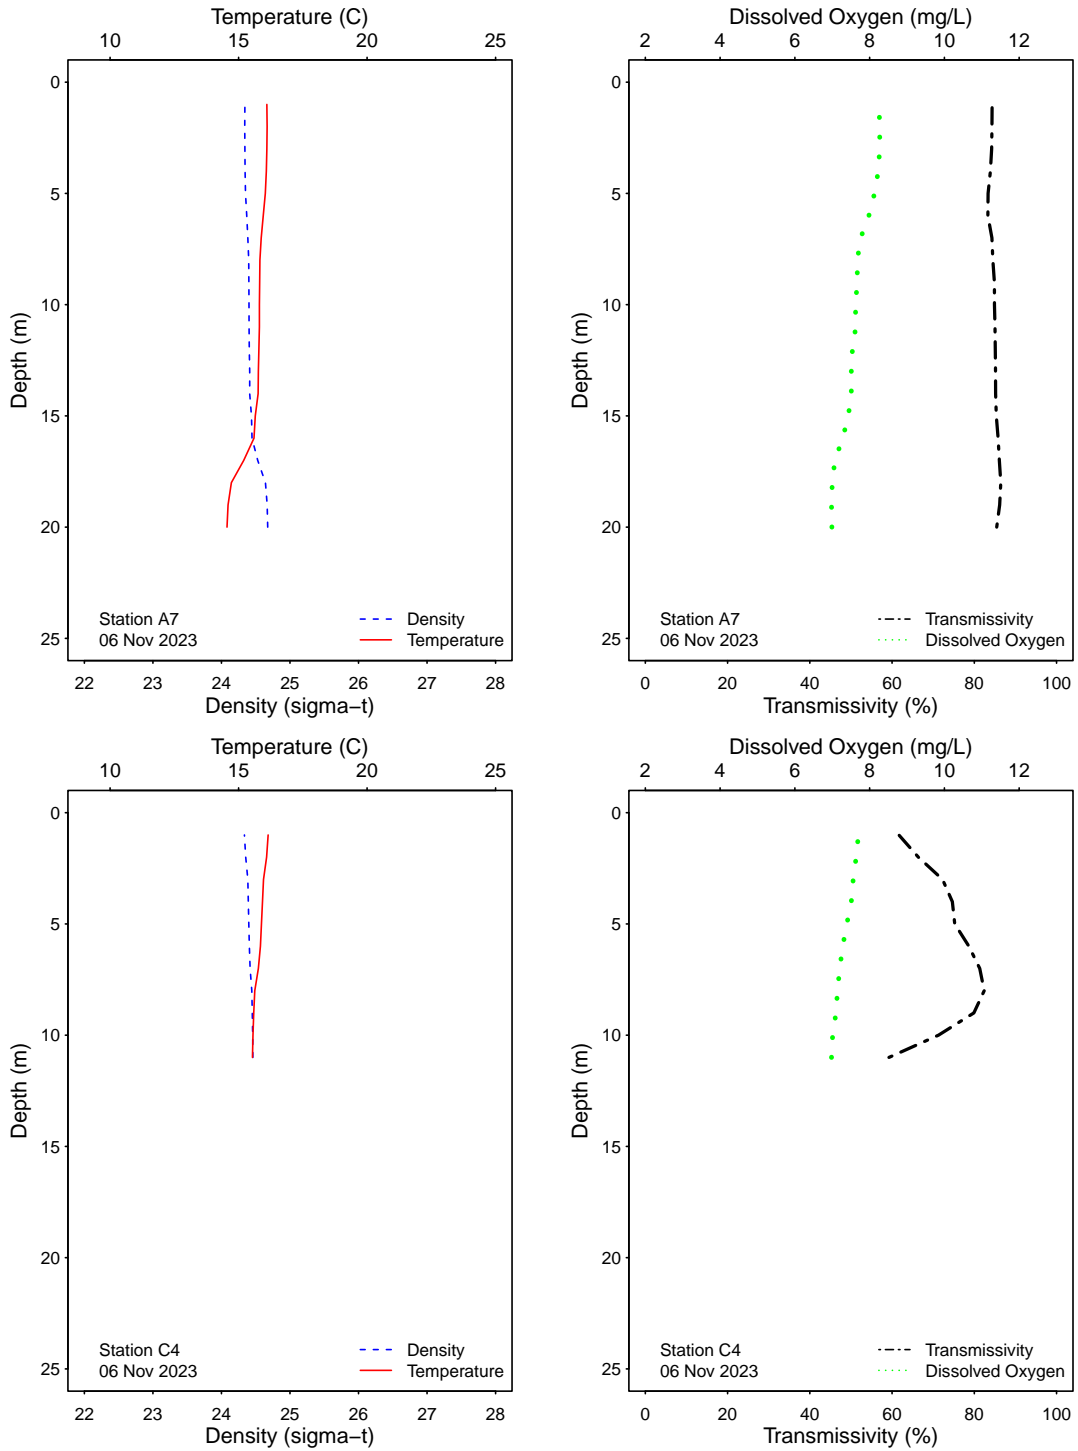 Temperature (C)
10 15 20 25
0
5
10
15
20
25
Depth (m)
Station A7
06 Nov 2023
Density
Temperature
22 23 24 25 26 27 28
Density (sigma−t)
Dissolved Oxygen (mg/L)
2 4 6 8 10 12
0
5
10
15
20
25
Depth (m)
Station A7
06 Nov 2023
Transmissivity
Dissolved Oxygen
0 20 40 60 80 100
Transmissivity (%)
Temperature (C)
10 15 20 25
0
5
10
15
20
25
Depth (m)
Station C4
06 Nov 2023
Density
Temperature
22 23 24 25 26 27 28
Density (sigma−t)
Dissolved Oxygen (mg/L)
2 4 6 8 10 12
0
5
10
15
20
25
Depth (m)
Station C4
06 Nov 2023
Transmissivity
Dissolved Oxygen
0 20 40 60 80 100
Transmissivity (%)